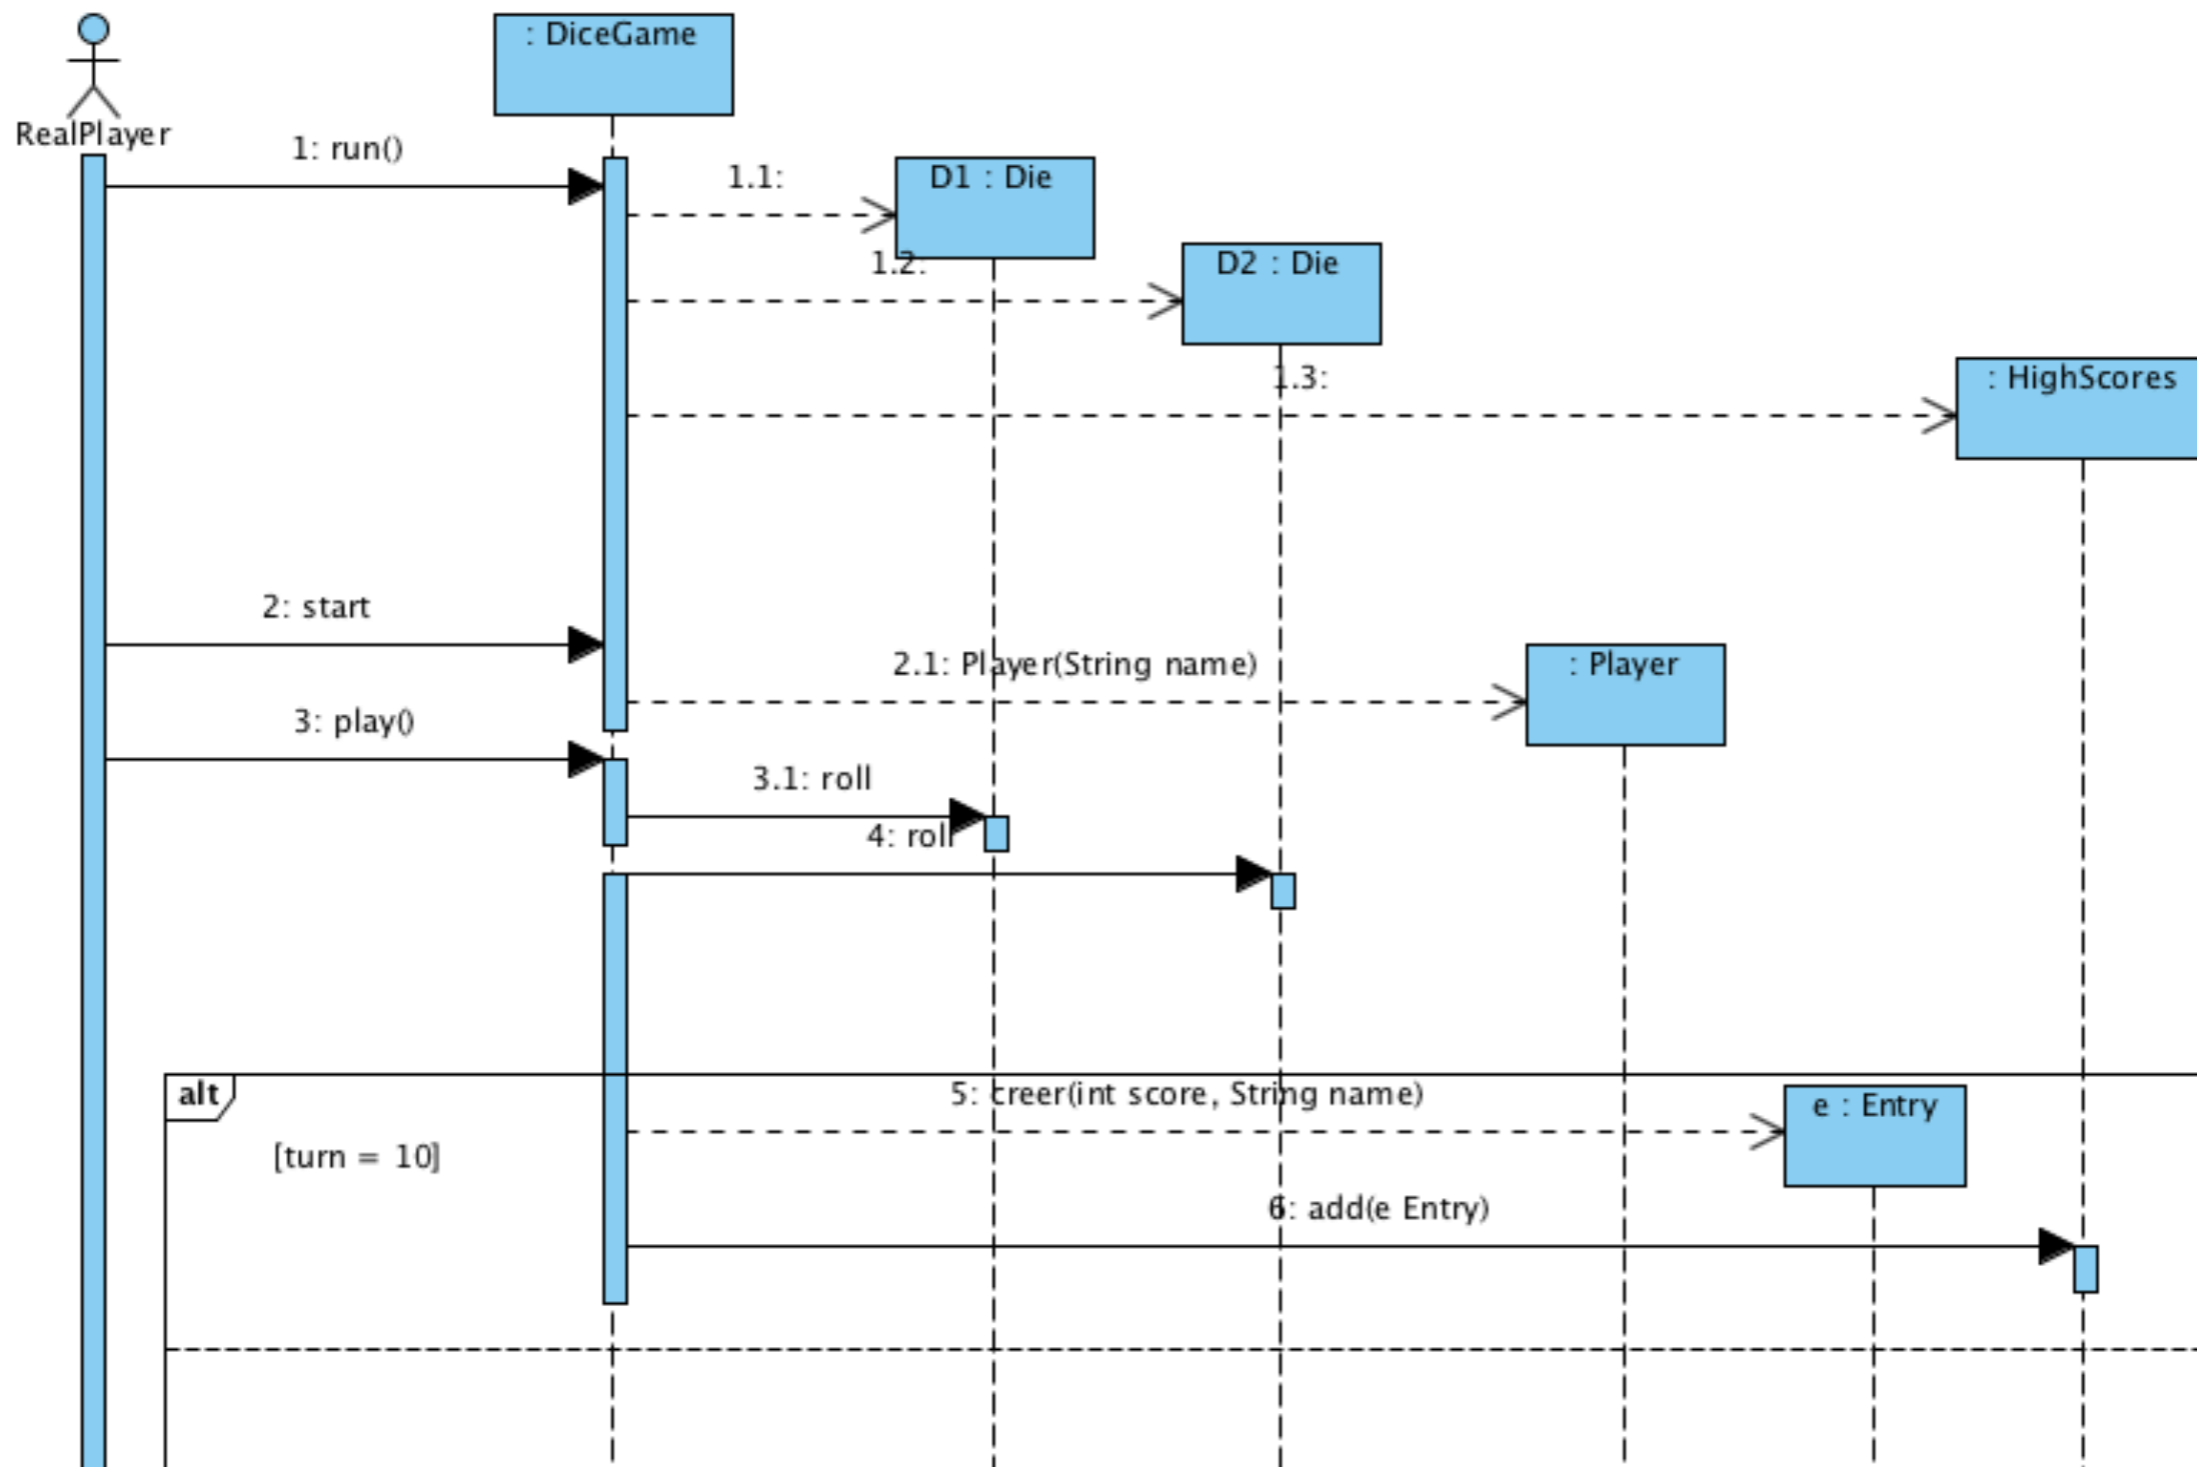 : DiceGame
RealPlayer
1: run()
1.1:
D1 : Die
1.2:
D2 : Die
1.3:
: HighScores
2: start
2.1: Player(String name)
: Player
3: play()
3.1: roll
4: roll
alt
5: creer(int score, String name)
e : Entry
[turn = 10]
6: add(e Entry)